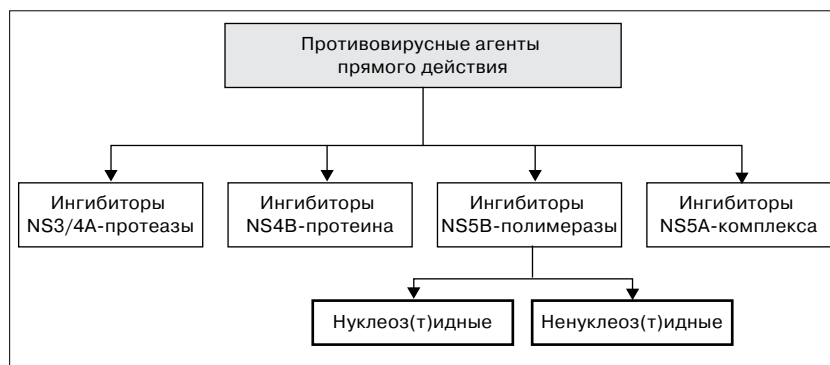 Противовирусные агенты
прямого действия
Ингибиторы
NS3/4A-протеазы
Ингибиторы
NS4B-протеина
Ингибиторы
NS5B-полимеразы
Ингибиторы
NS5A-комплекса
Нуклеоз(т)идные
Ненуклеоз(т)идные